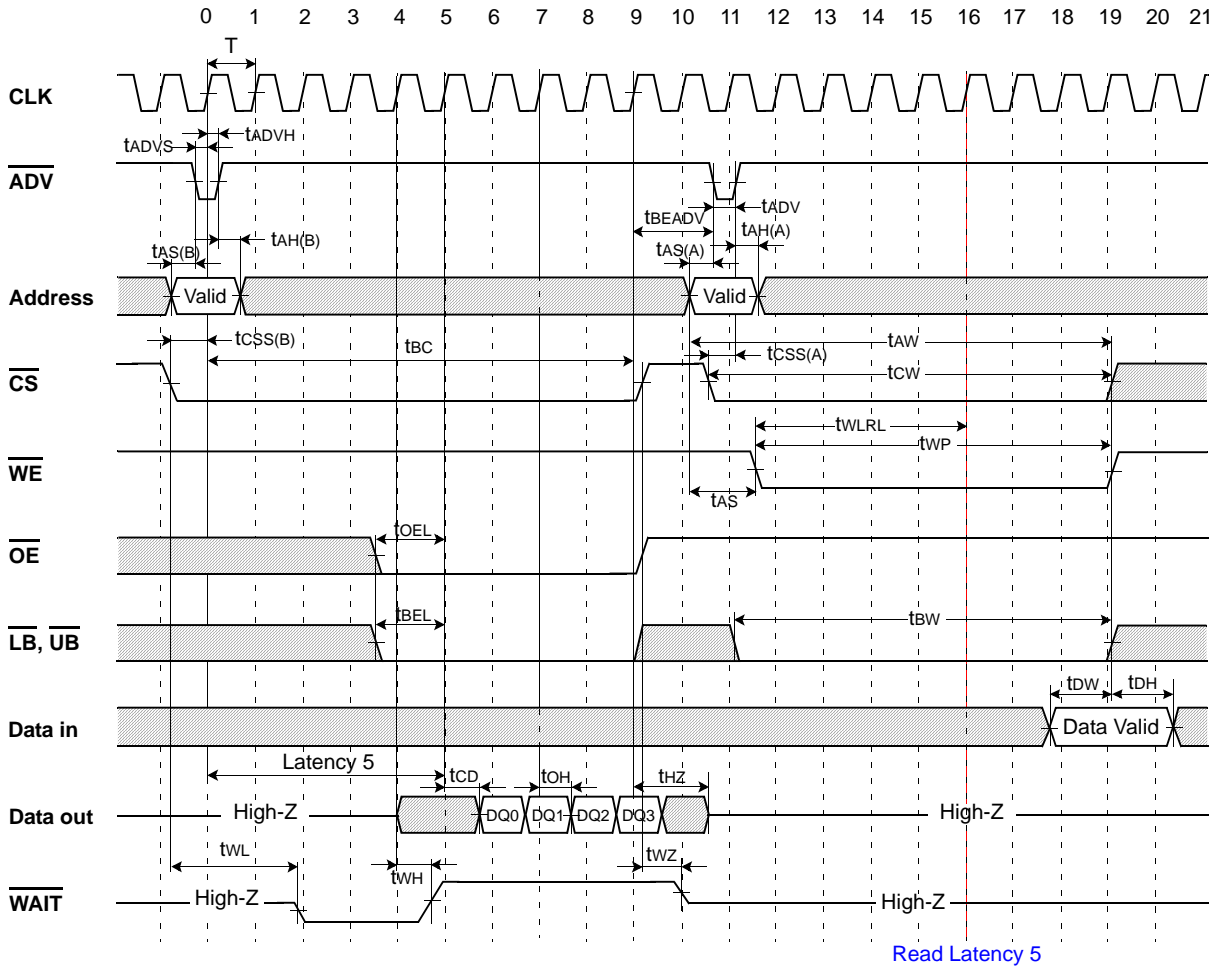 0 1 2 3 4 5 6 7 8 9 10 11 12 13 14 15 16 17 18 19 20 21
T
CLK
tADVH
tADVS
ADV
tADV
tBEADV
tAH(B)
tAH(A)
tAS(B)
tAS(A)
Address
Valid
Valid
tCSS(B)
tBC
tAW
tCSS(A)
CS
tCW
tWLRL
tWP
WE
tAS
tOEL
OE
tBEL
tBW
LB, UB
tDW
tDH
Data in
Data Valid
Latency 5
tCD
tOH
tHZ
Data out
High-Z
DQ0
DQ1
DQ2
DQ3
High-Z
tWL
tWH
tWZ
WAIT
High-Z
High-Z
Read Latency 5